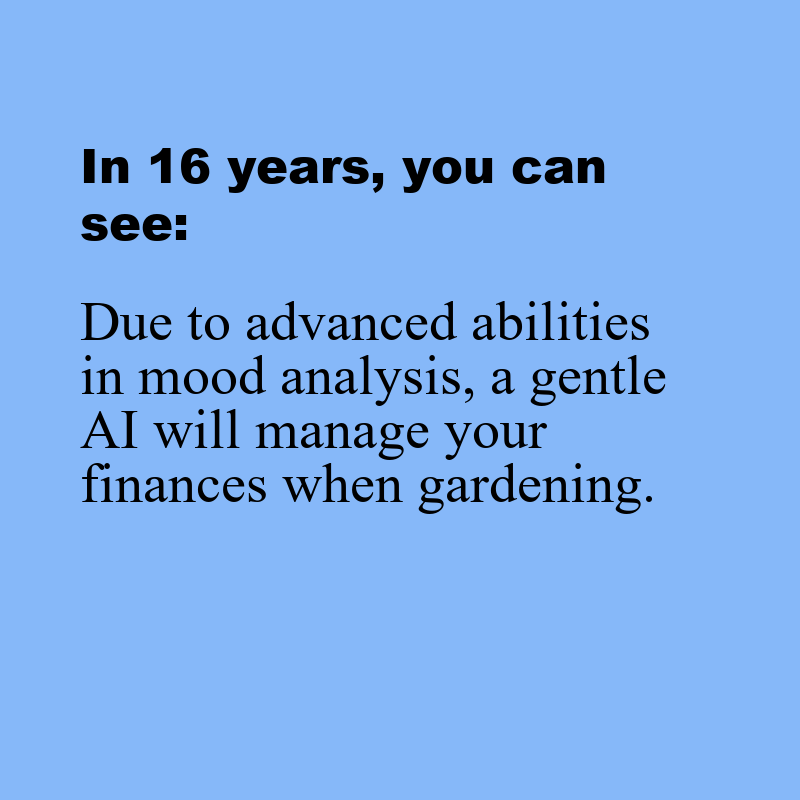 In 16 years, you can
see:
Due to advanced abilities
in mood analysis, a gentle
AI will manage your
finances when gardening.